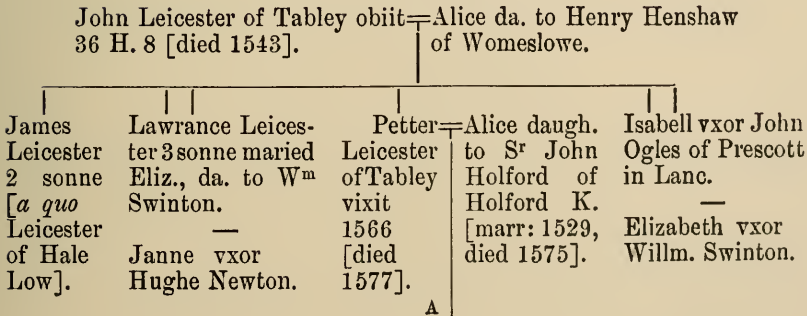 John Leicester of Tabley obiit=Alice da. to Henry Henshaw
36 H. 8 [died 1543]. of Womeslowe.
James
Leicester
2 sonne
[a quo
Leicester
of Hale
Low].
Lawrance Leices-
ter 3 sonne maried
Eliz., da. to Wm
Swinton.
—
Janne vxor
Hughe Newton.
Petter=
Leicester
of Tabley
vixit
1566
[died
1577].
Alice daugh.
to Sr John
Holford of
Holford K.
[marr: 1529,
died 1575].
Isabell vxor John
Ogles of Prescott
in Lanc.
—
Elizabeth vxor
Willm. Swinton.
A